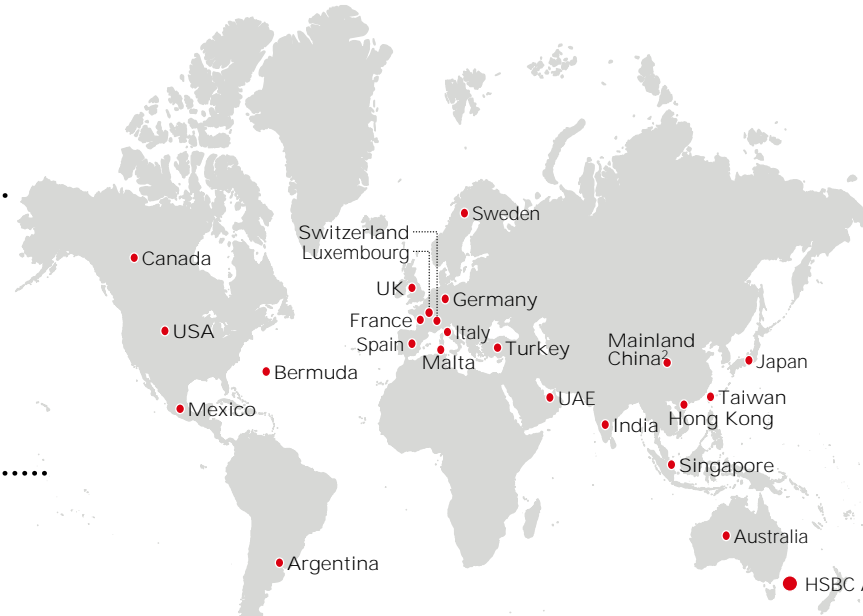 Sweden
Switzerland
Luxembourg
Canada
UK
Germany
France
USA
Italy
Spain
Turkey
Malta
Mainland
China²
Japan
Bermuda
UAE
Taiwan
Mexico
Hong Kong
India
Singapore
Australia
Argentina
HSBC